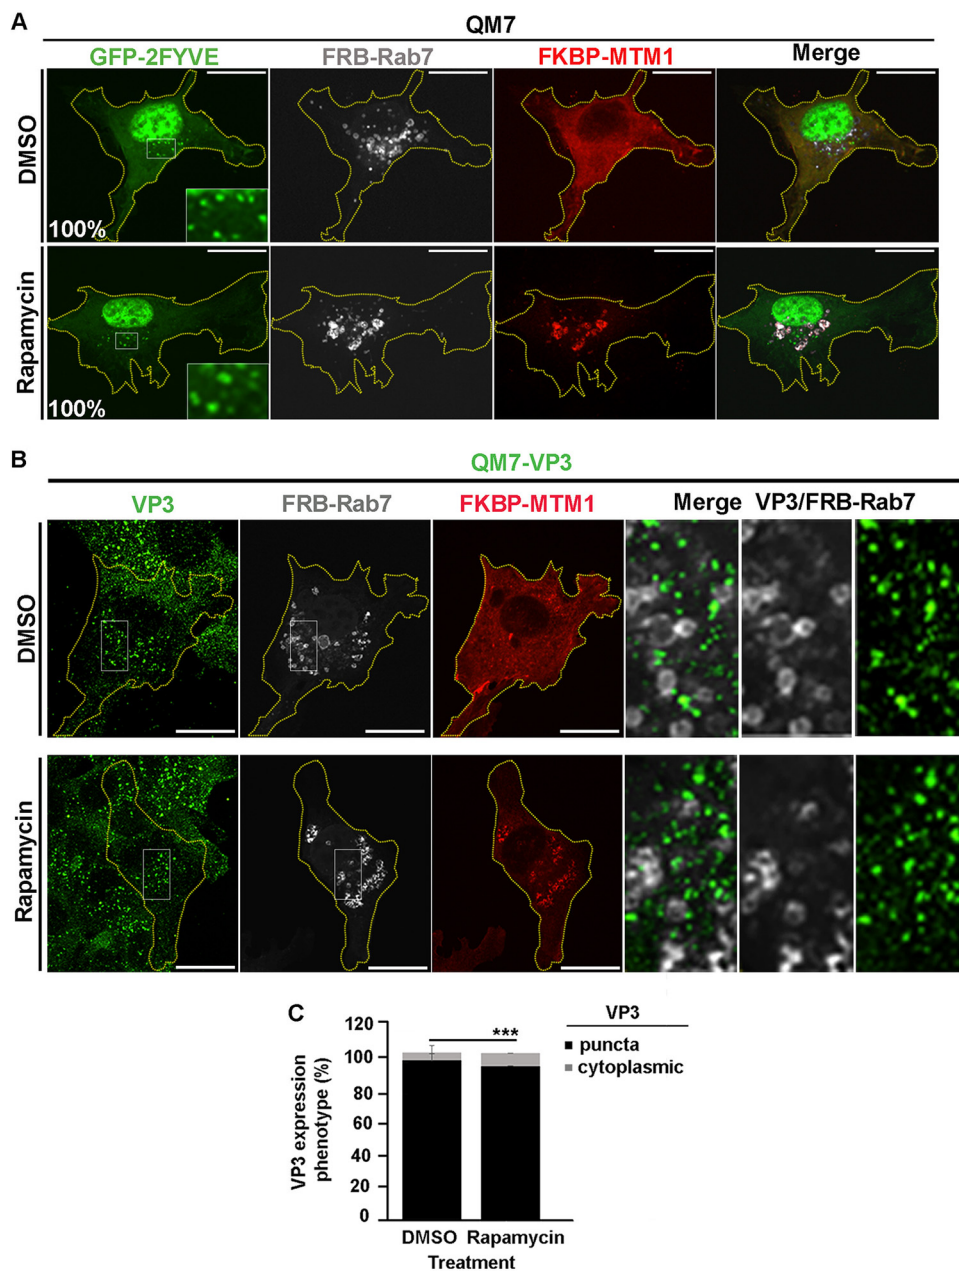 A
QM7
GFP-2FYVE FRB-Rab7 FKBP-MTM1 Merge
DMSO
100%
Rapamycin
100%
B
QM7-VP3
VP3 FRB-Rab7 FKBP-MTM1 Merge VP3/FRB-Rab7
DMSO
Rapamycin
C
VP3
puncta
cytoplasmic
***
VP3 expression
phenotype (%)
120
100
80
60
40
20
0
DMSO Rapamycin
Treatment